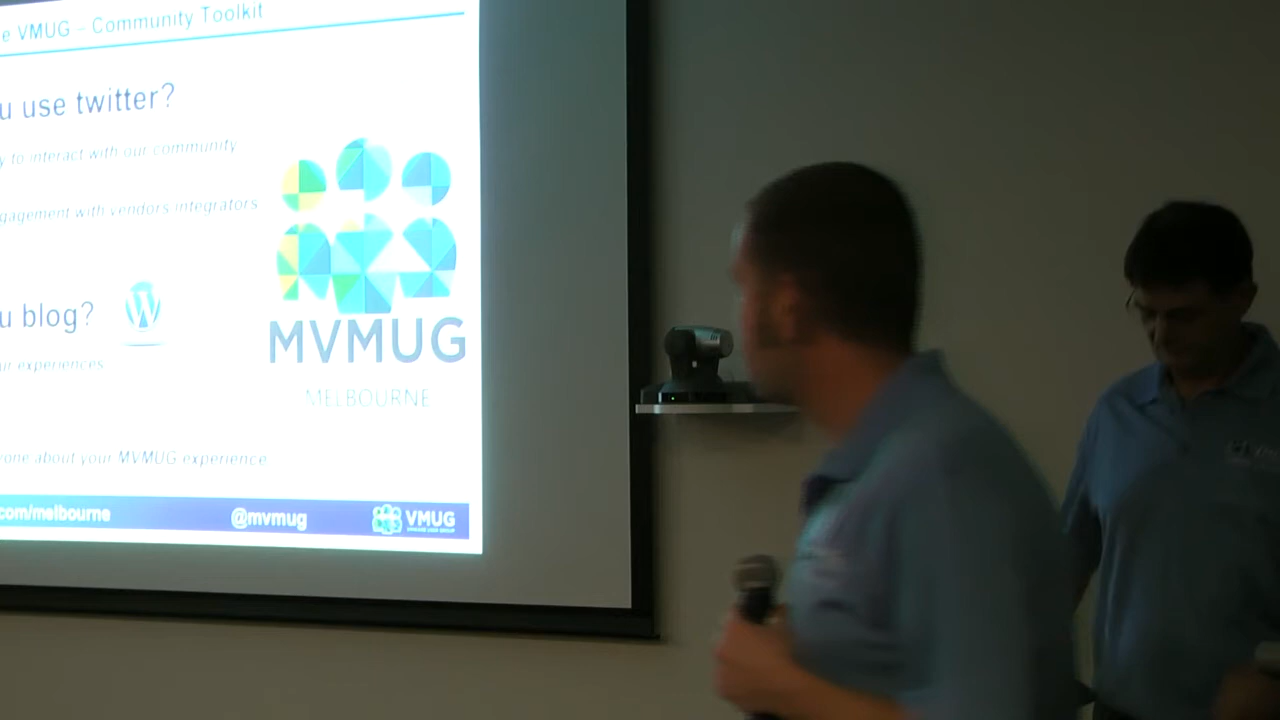 e VMUG – Community Toolkit
u use twitter?
y to interact with our community
gagement with vendors integrators
u blog?
W
ur experiences
MVMUG
MELBOURNE
one about your MVMUG experience
com/melbourne
@mvmug
VMUG